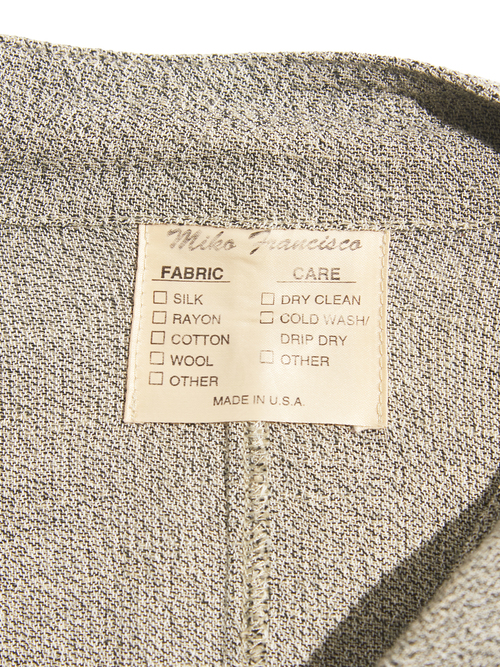 Miko Francisco
FABRIC CARE
☐ SILK ☐ DRY CLEAN
☐ RAYON ☐ COLD WASH/
☐ COTTON DRIP DRY
☐ WOOL ☐ OTHER
☐ OTHER
MADE IN U.S.A.